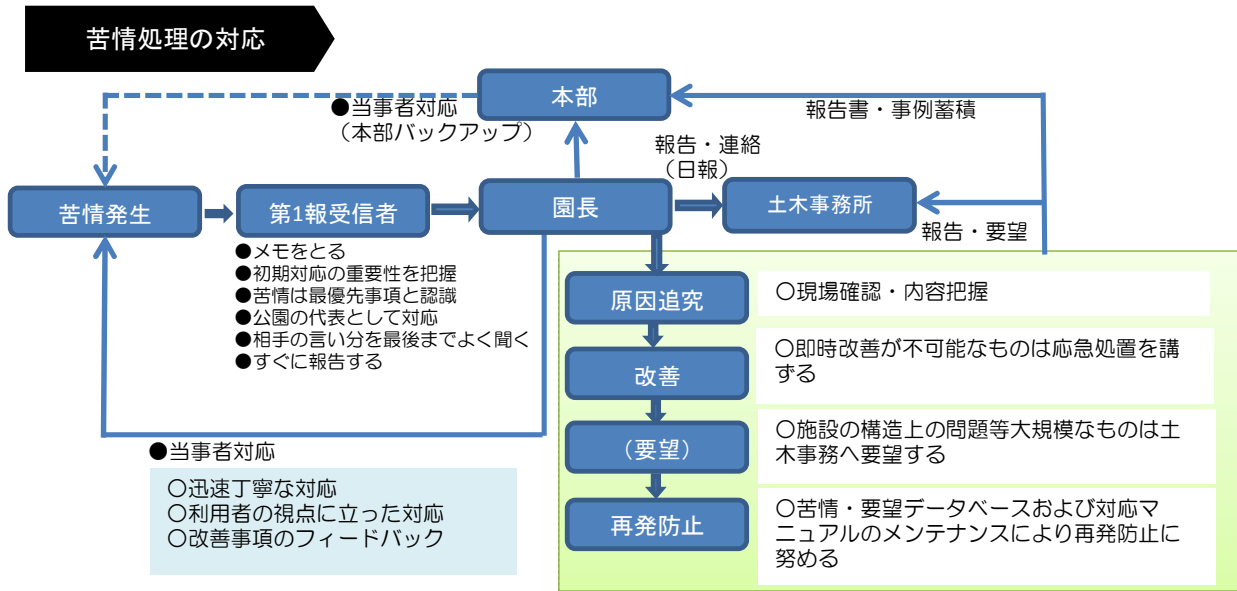 苦情処理の対応
本部
●当事者対応
（本部バックアップ）
報告書・事例蓄積
報告・連絡
（日報）
苦情発生
第1報受信者
園長
土木事務所
報告・要望
●メモをとる
●初期対応の重要性を把握
●苦情は最優先事項と認識
●公園の代表として対応
●相手の言い分を最後までよく聞く
●すぐに報告する
原因追究
〇現場確認・内容把握
改善
〇即時改善が不可能なものは応急処置を講
ずる
（要望）
〇施設の構造上の問題等大規模なものは土
木事務へ要望する
再発防止
〇苦情・要望データベースおよび対応マ
ニュアルのメンテナンスにより再発防止に
努める
●当事者対応
〇迅速丁寧な対応
〇利用者の視点に立った対応
〇改善事項のフィードバック